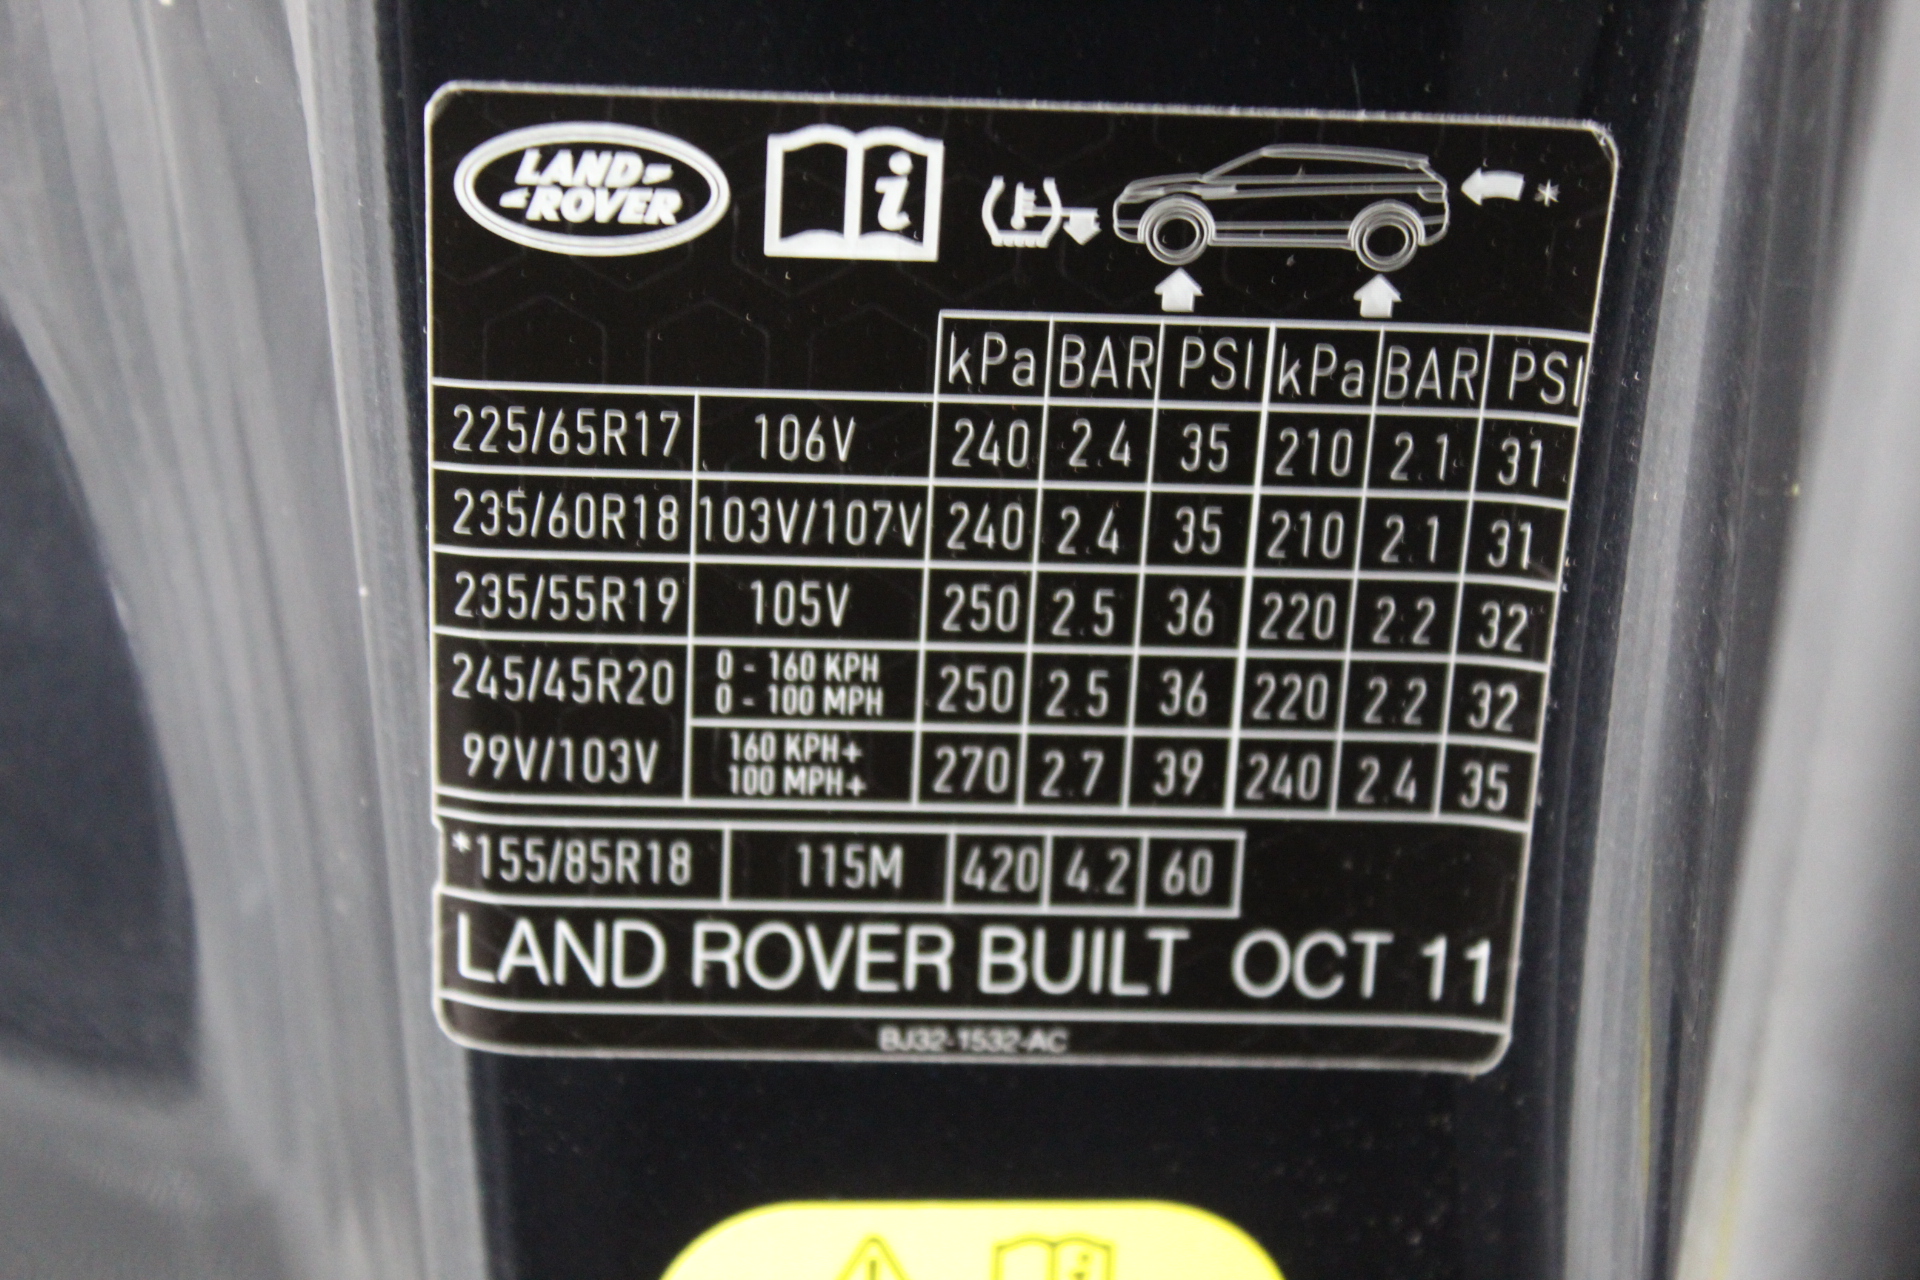 LAND-
-ROVER
i
*
kPa BAR PSI kPa BAR PSI
225/65R17 106V 240 2.4 35 210 2.1 31
235/60R18 103V/107V 240 2.4 35 210 2.1 31
235/55R19 105V 250 2.5 36 220 2.2 32
245/45R20 0 - 160 KPH 0 - 100 MPH 250 2.5 36 220 2.2 32
99V/103V 160 KPH+ 100 MPH+ 270 2.7 39 240 2.4 35
*155/85R18 115M 420 4.2 60
LAND ROVER BUILT OCT 11
BJ32-1532-AC